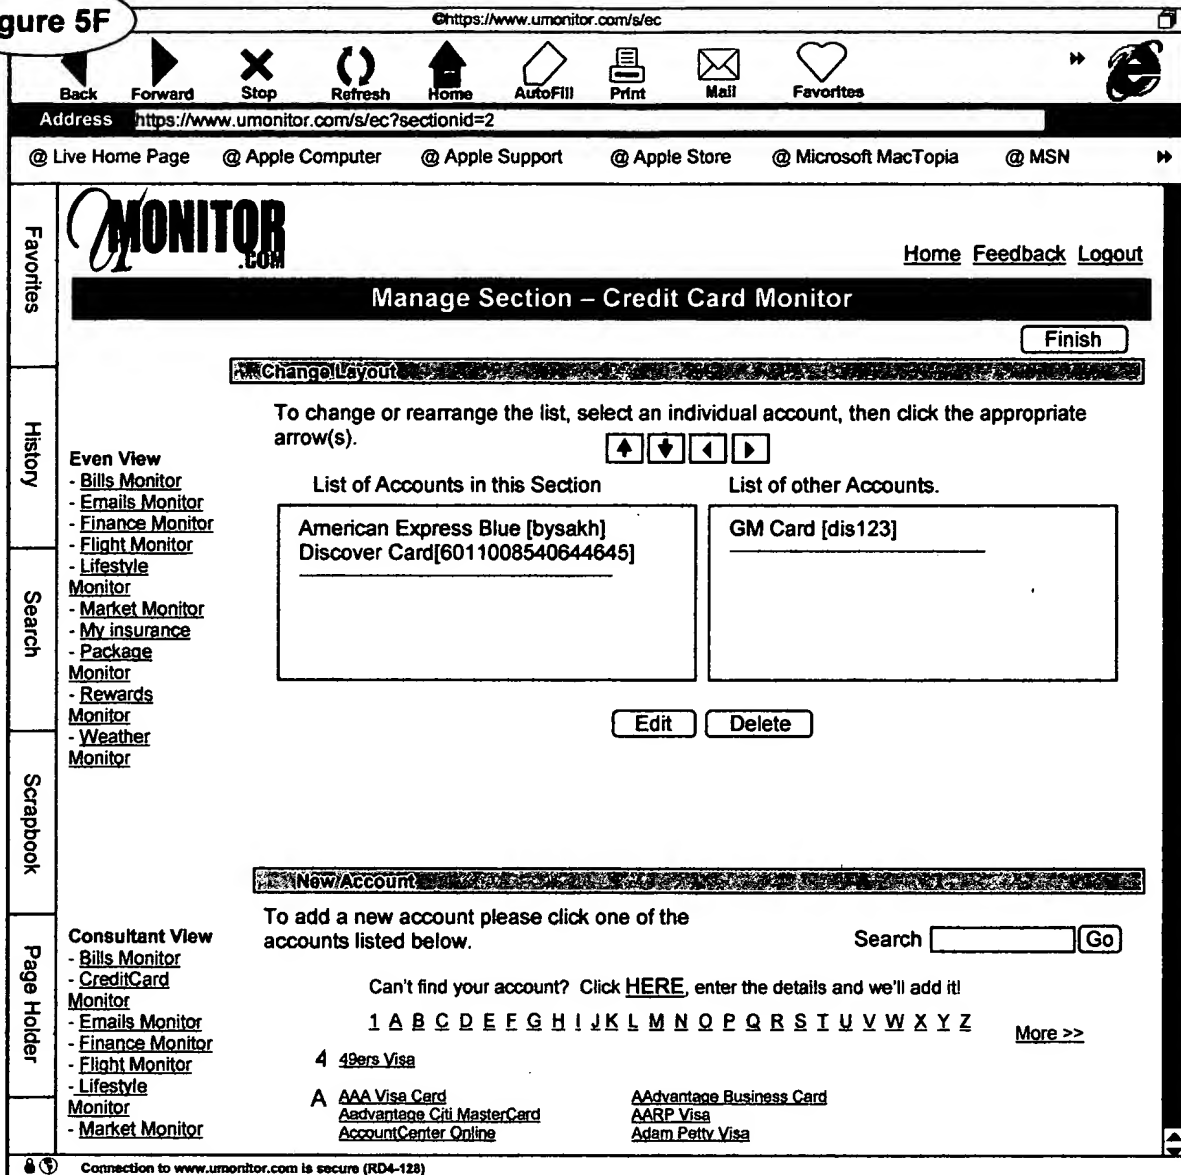 gure 5F
https://www.umonitor.com/s/ec
Back Forward Stop Refresh Home AutoFill Print Mail Favorites
Address https://www.umonitor.com/s/ec?sectionid=2
@ Live Home Page @ Apple Computer @ Apple Support @ Apple Store @ Microsoft MacTopia @ MSN
Favorites
History
Search
Scrapbook
Page Holder
UMONITOR
.COM
Home Feedback Logout
Manage Section – Credit Card Monitor
Finish
Change Layout
To change or rearrange the list, select an individual account, then click the appropriate
arrow(s).
List of Accounts in this Section List of other Accounts.
American Express Blue [bysakh]
Discover Card[6011008540644645]
GM Card [dis123]
Edit Delete
Even View
- Bills Monitor
- Emails Monitor
- Finance Monitor
- Flight Monitor
- Lifestyle
Monitor
- Market Monitor
- My insurance
- Package
Monitor
- Rewards
Monitor
- Weather
Monitor
New Account
To add a new account please click one of the
accounts listed below.
Search Go
Can't find your account? Click HERE, enter the details and we'll add it!
1 A B C D E F G H I J K L M N O P Q R S T U V W X Y Z
More >>
4 49ers Visa
A AAA Visa Card AAdvantage Business Card
Aadvantage Citi MasterCard AARP Visa
AccountCenter Online Adam Petty Visa
Consultant View
- Bills Monitor
- CreditCard
Monitor
- Emails Monitor
- Finance Monitor
- Flight Monitor
- Lifestyle
Monitor
- Market Monitor
Connection to www.umonitor.com is secure (RD4-128)